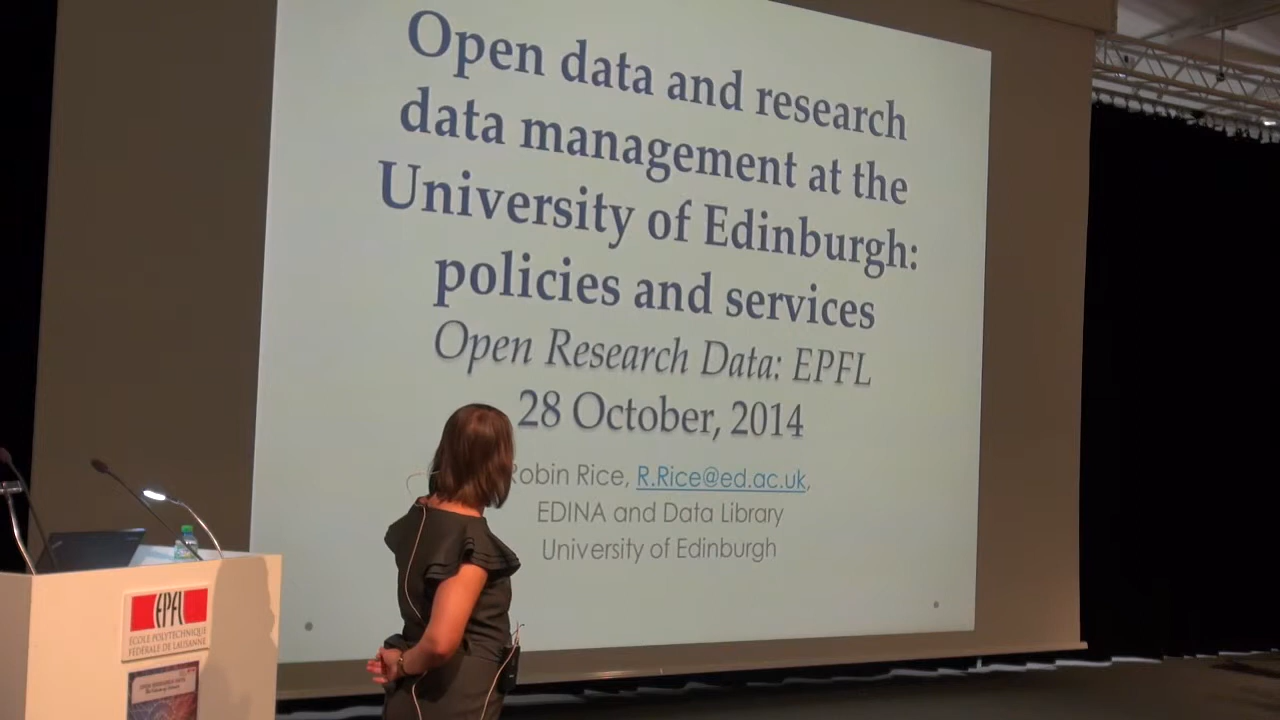 Open data and research
data management at the
University of Edinburgh:
policies and services
Open Research Data: EPFL
28 October, 2014
obin Rice, R.Rice@ed.ac.uk,
EDINA and Data Library
University of Edinburgh
EPFL
ÉCOLE POLYTECHNIQUE
FÉDÉRALE DE LAUSANNE